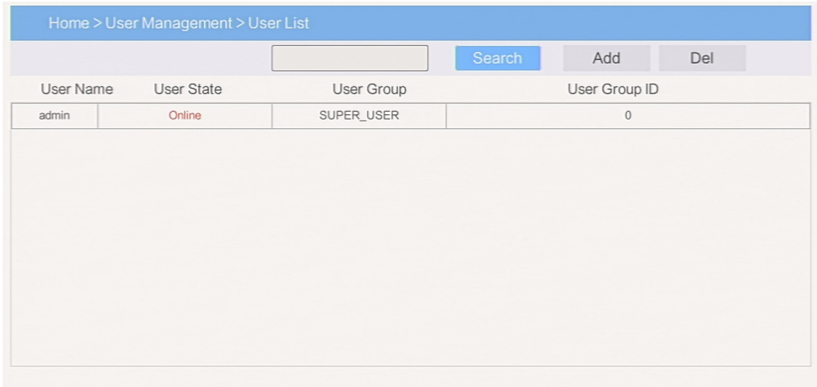 Home > User Management > User List
Search Add Del
User Name User State User Group User Group ID
admin Online SUPER_USER 0